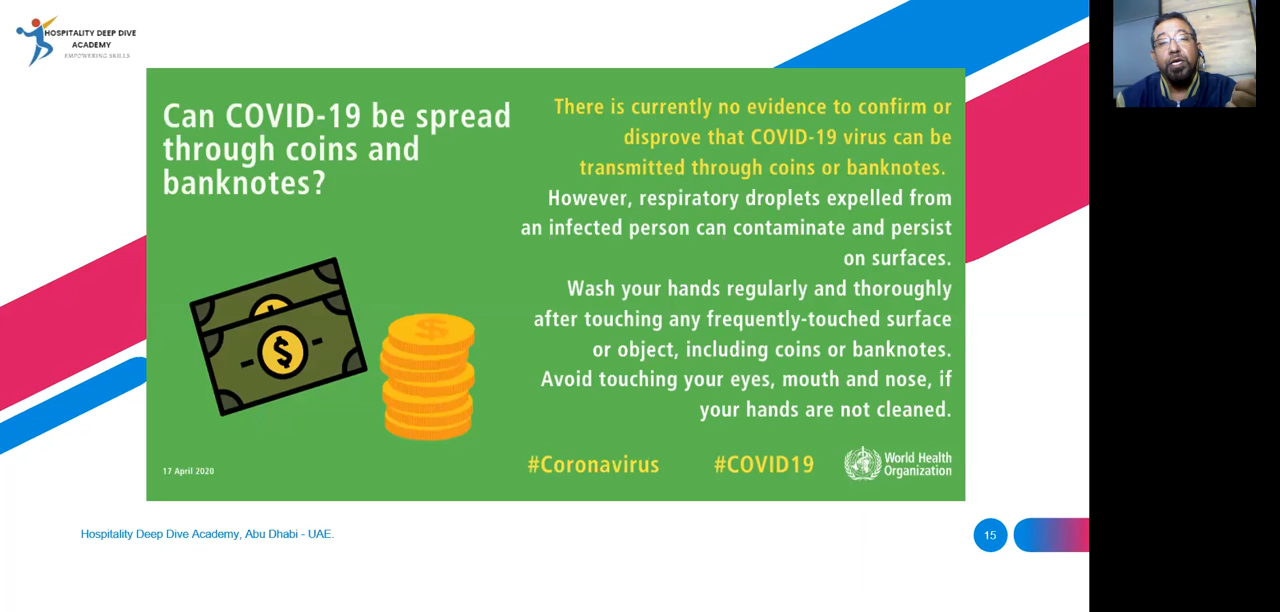 HOSPITALITY DEEP DIVE
ACADEMY
EMPOWERING SKILLS
Can COVID-19 be spread
through coins and
banknotes?
There is currently no evidence to confirm or
disprove that COVID-19 virus can be
transmitted through coins or banknotes.
However, respiratory droplets expelled from
an infected person can contaminate and persist
on surfaces.
Wash your hands regularly and thoroughly
after touching any frequently-touched surface
or object, including coins or banknotes.
Avoid touching your eyes, mouth and nose, if
your hands are not cleaned.
$
$
17 April 2020
#Coronavirus #COVID19
World Health
Organization
Hospitality Deep Dive Academy, Abu Dhabi - UAE.
15